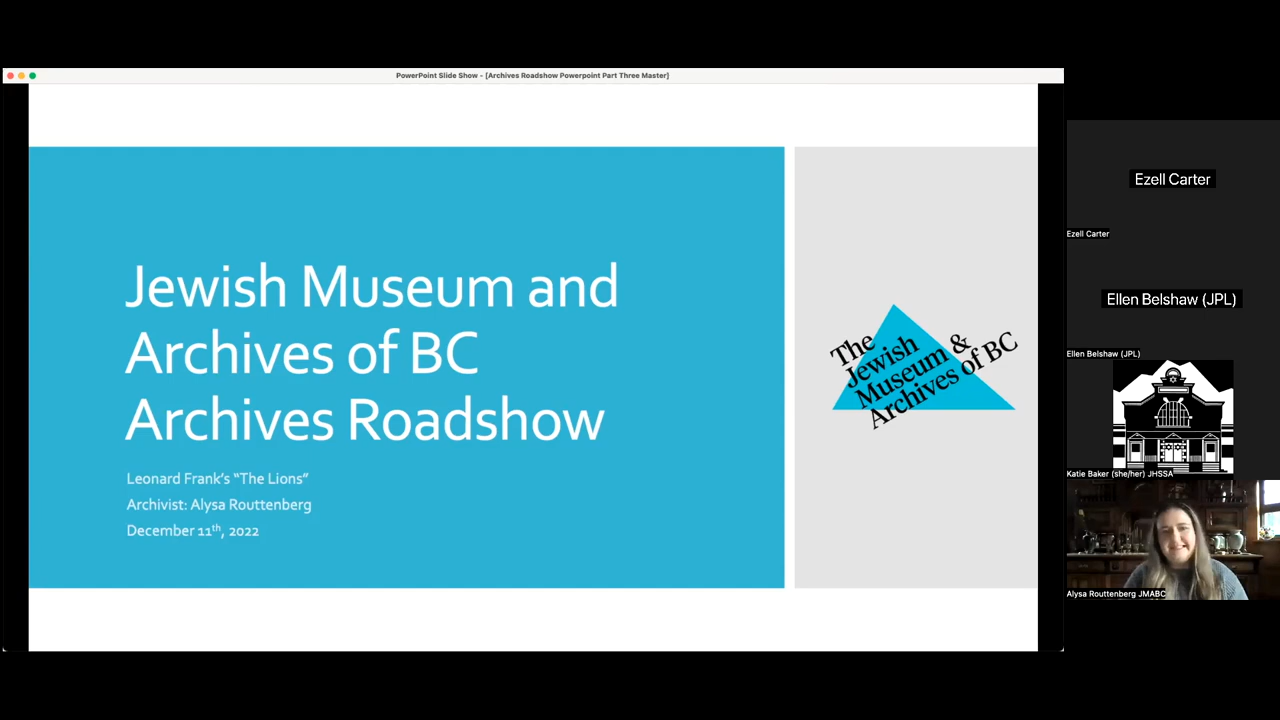 PowerPoint Slide Show - [Archives Roadshow Powerpoint Part Three Master]
Jewish Museum and
Archives of BC
Archives Roadshow
Leonard Frank's “The Lions”
Archivist: Alysa Routtenberg
December 11th, 2022
The
Jewish
Museum &
Archives of BC
Ezell Carter
Ezell Carter
Ellen Belshaw (JPL)
Ellen Belshaw (JPL)
Katie Baker (she/her) JHSSA
Alysa Routtenberg JMABC